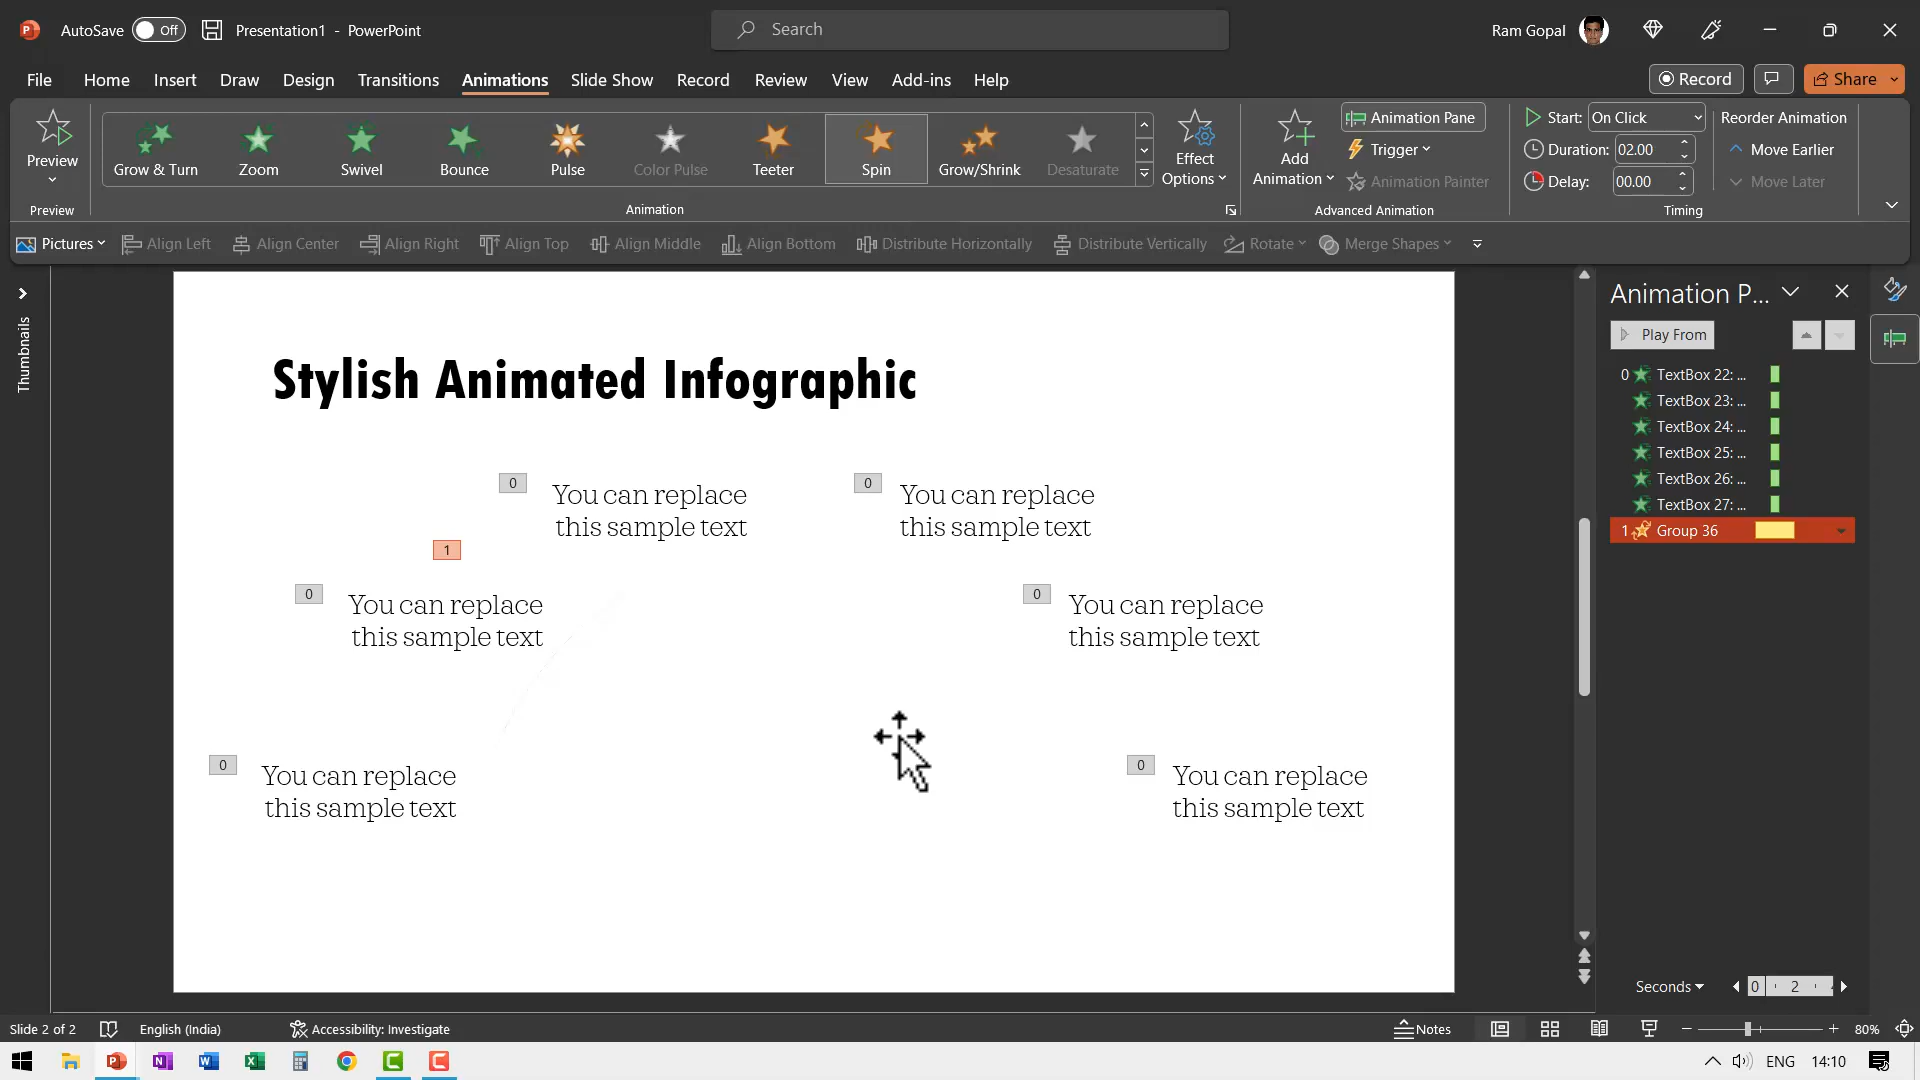 AutoSave Off Presentation1 - PowerPoint Search Ram Gopal
File Home Insert Draw Design Transitions Animations Slide Show Record Review View Add-ins Help Record Share
Preview
Grow & Turn Zoom Swivel Bounce Pulse Color Pulse Teeter Spin Grow/Shrink Desaturate
Effect
Options
Add
Animation
Animation Pane
Trigger
Animation Painter
Start: On Click
Duration: 02.00
Delay: 00.00
Reorder Animation
Move Earlier
Move Later
Preview Animation Advanced Animation Timing
Pictures Align Left Align Center Align Right Align Top Align Middle Align Bottom Distribute Horizontally Distribute Vertically Rotate Merge Shapes
Thumbnails
Stylish Animated Infographic
0 You can replace
this sample text
0 You can replace
this sample text
1
0 You can replace
this sample text
0 You can replace
this sample text
0 You can replace
this sample text
0 You can replace
this sample text
Animation P...
Play From
0 TextBox 22: ...
TextBox 23: ...
TextBox 24: ...
TextBox 25: ...
TextBox 26: ...
TextBox 27: ...
1 Group 36
Seconds 0 2
Slide 2 of 2 English (India) Accessibility: Investigate Notes 80%
ENG 14:10